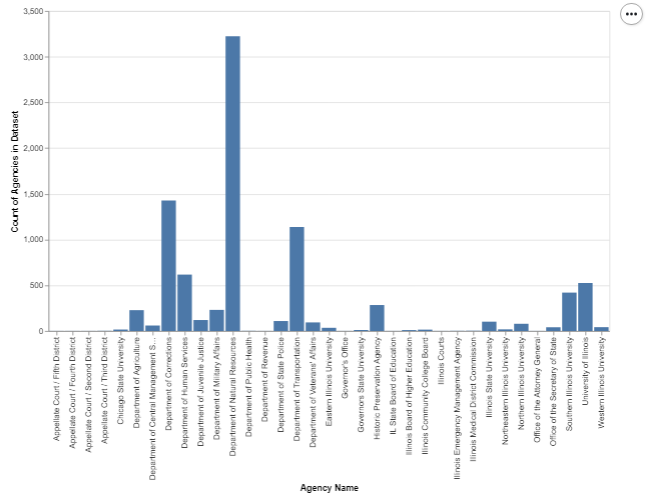 3,500
3,000
2,500
2,000
1,500
1,000
500
0
Count of Agencies in Dataset
Appellate Court / Fifth District
Appellate Court / Fourth District
Appellate Court / Second District
Appellate Court / Third District
Chicago State University
Department of Agriculture
Department of Central Management S…
Department of Corrections
Department of Human Services
Department of Juvenile Justice
Department of Military Affairs
Department of Natural Resources
Department of Public Health
Department of Revenue
Department of State Police
Department of Transportation
Department of Veterans' Affairs
Eastern Illinois University
Governor's Office
Governors State University
Historic Preservation Agency
IL State Board of Education
Illinois Board of Higher Education
Illinois Community College Board
Illinois Courts
Illinois Emergency Management Agency
Illinois Medical District Commission
Illinois State University
Northeastern Illinois University
Northern Illinois University
Office of the Attorney General
Office of the Secretary of State
Southern Illinois University
University of Illinois
Western Illinois University
Agency Name